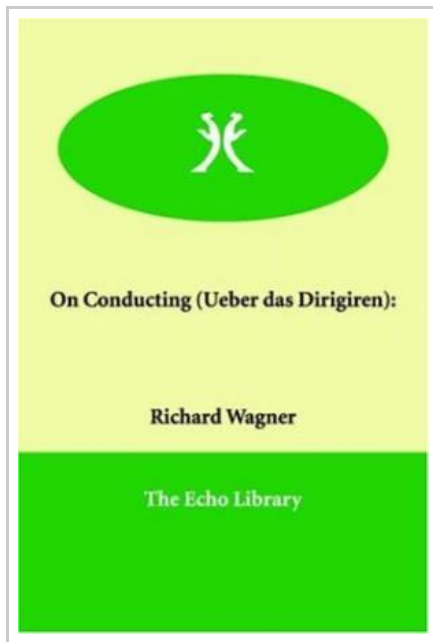 On Conducting (Ueber das Dirigiren):
Richard Wagner
The Echo Library